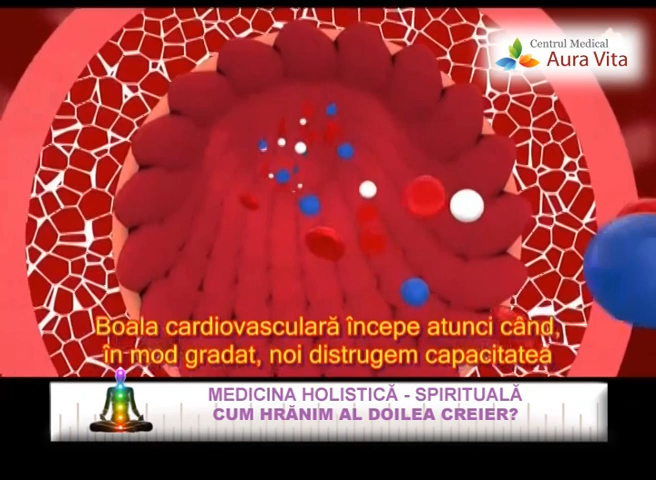 Centrul Medical
Aura Vita
Boala cardiovasculară începe atunci când,
în mod gradat, noi distrugem capacitatea
MEDICINA HOLISTICĂ - SPIRITUALĂ
CUM HRĂNIM AL DOILEA CREIER?